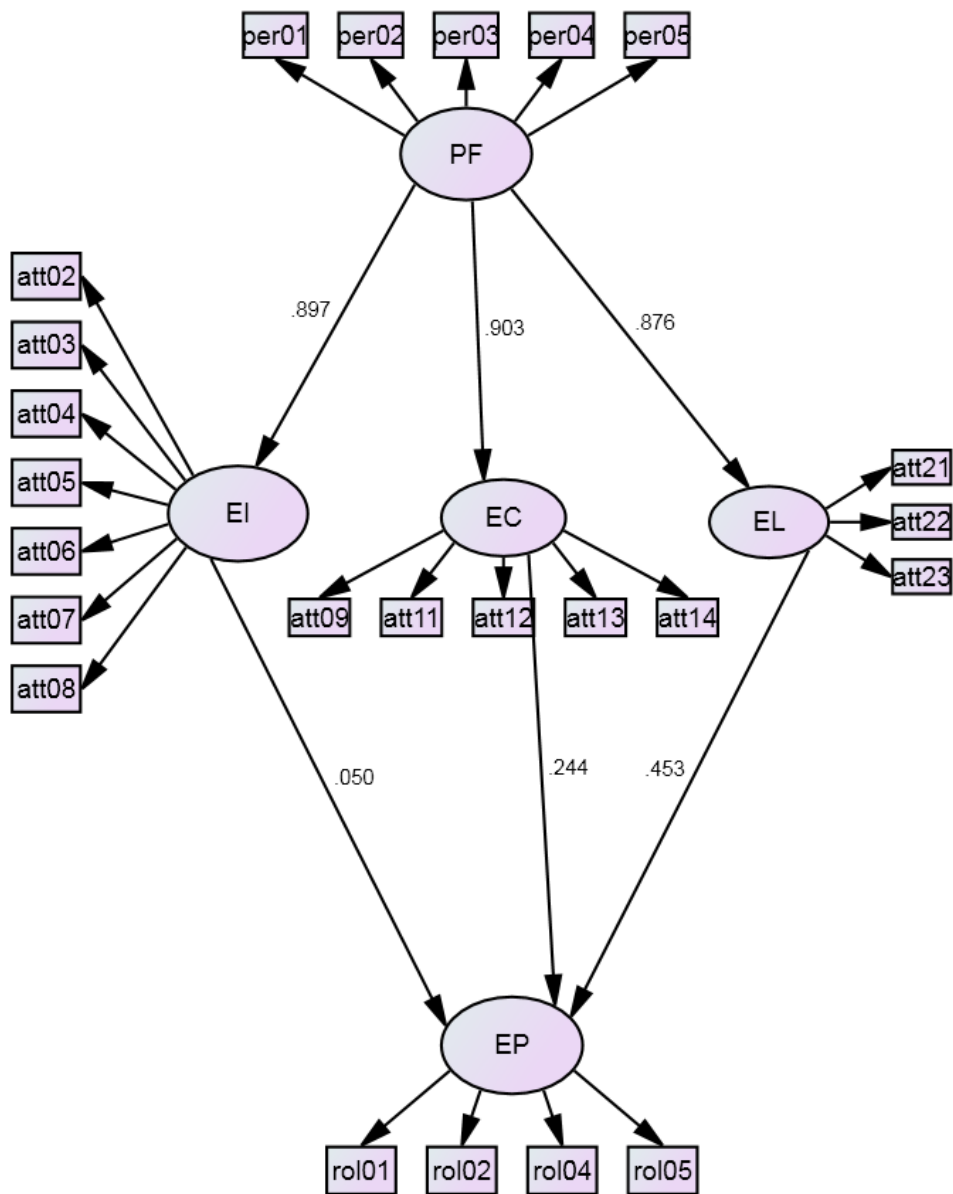 per01 per02 per03 per04 per05
PF
att02
att03
att04
att05
att06
att07
att08
.897
.903
.876
EI
EC
EL
att21
att22
att23
att09 att11 att12 att13 att14
.050
.244
.453
EP
rol01 rol02 rol04 rol05